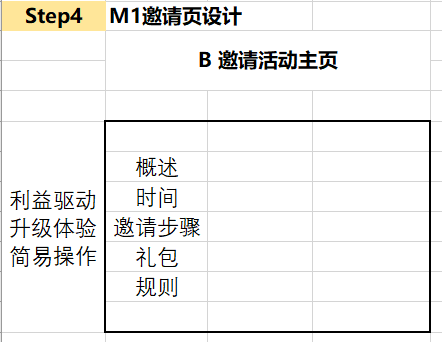 Step4 M1邀请页设计
B 邀请活动主页
概述
利益驱动 时间
升级体验 邀请步骤
简易操作 礼包
规则